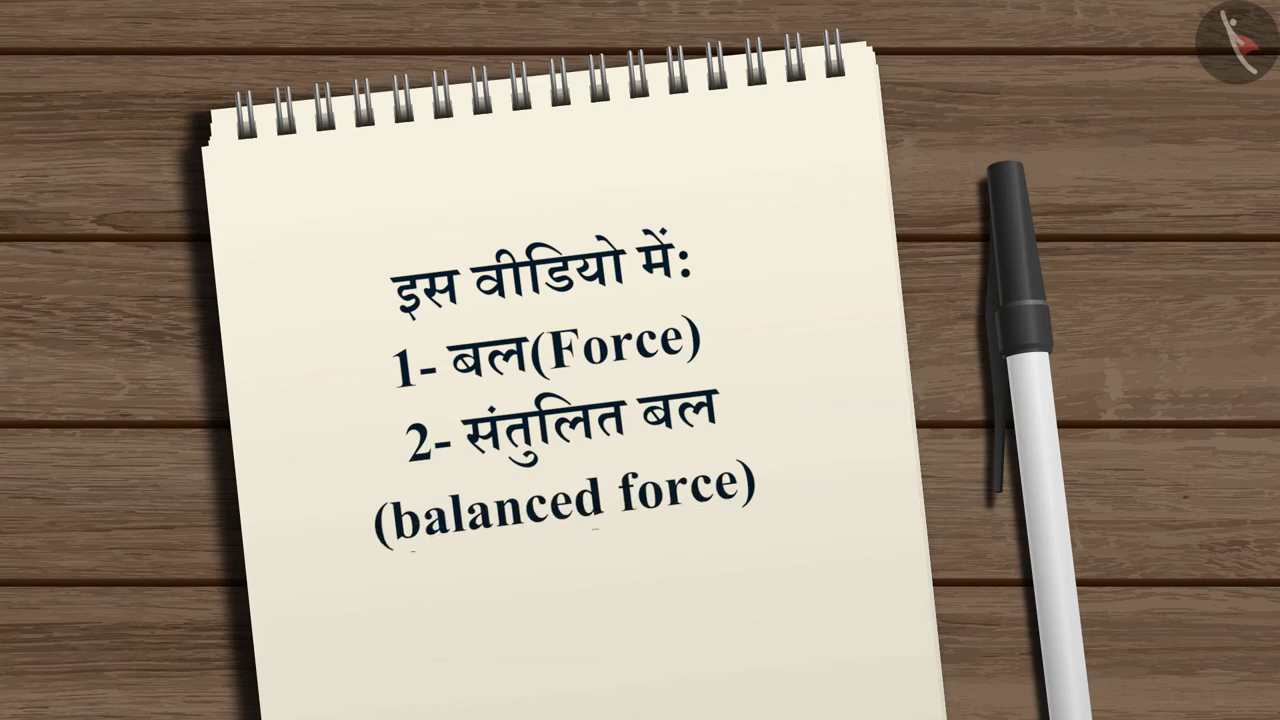 इस वीडियो में:
1- बल(Force)
2- संतुलित बल
(balanced force)